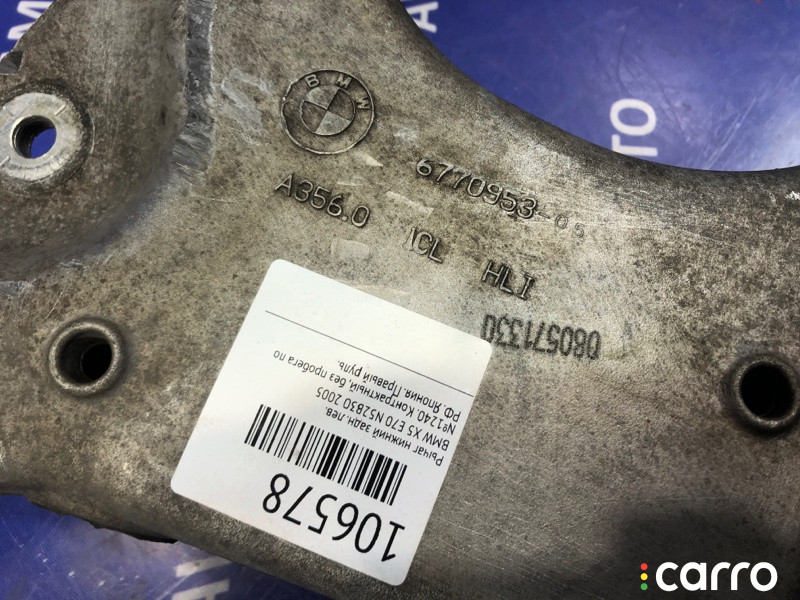 BMW
6770953-05
A356.0 ICL HLI
080571330
106578
Рычаг нижний задн.лев.
BMW X5 E70 N52B30 2005
№1240. Контрактный, без пробега по
РФ. Япония. Правый руль.
carro